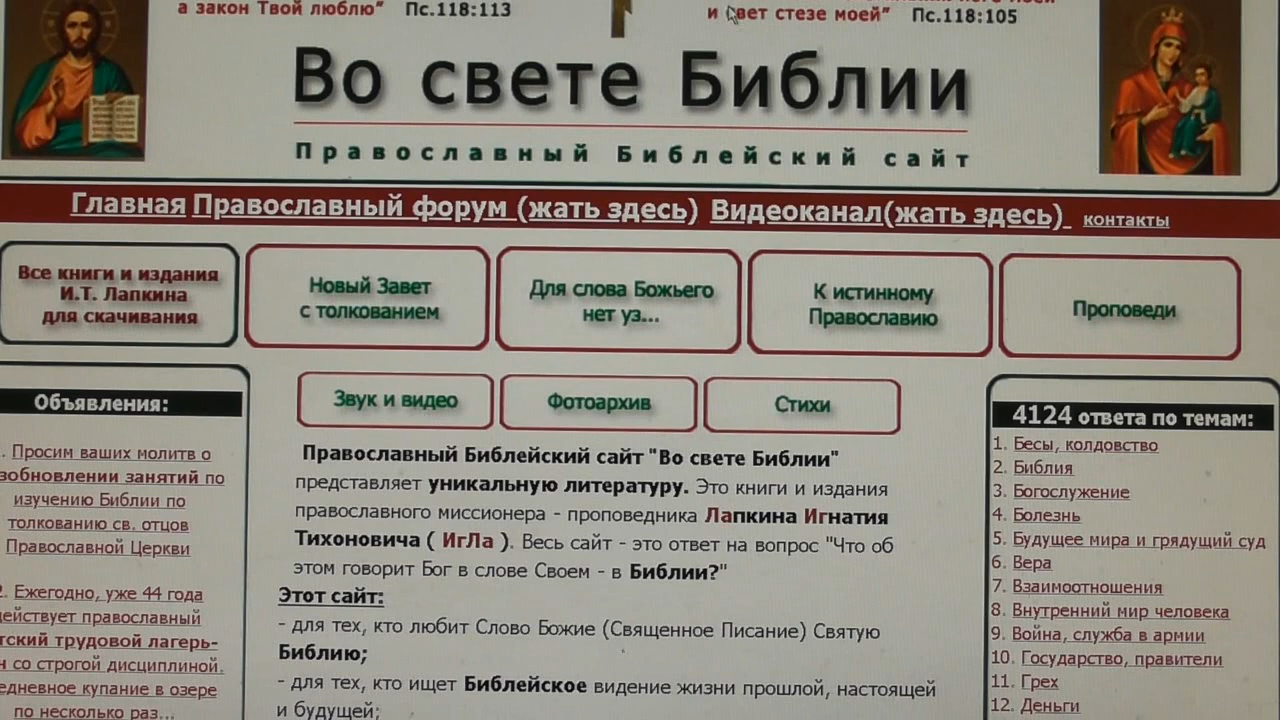 а закон Твой люблю” Пс.118:113
и свет стезе моей” Пс.118:105
Во свете Библии
Православный Библейский сайт
Главная Православный форум (жать здесь) Видеоканал(жать здесь) контакты
Все книги и издания
И.Т. Лапкина
для скачивания
Новый Завет
с толкованием
Для слова Божьего
нет уз...
К истинному
Православию
Проповеди
Звук и видео
Фотоархив
Стихи
Объявления:
. Просим ваших молитв о
зобновлении занятий по
изучению Библии по
толкованию св. отцов
Православной Церкви
2. Ежегодно, уже 44 года
действует православный
тский трудовой лагерь-
н со строгой дисциплиной.
едневное купание в озере
по несколько раз...
Православный Библейский сайт "Во свете Библии"
представляет уникальную литературу. Это книги и издания
православного миссионера - проповедника Лапкина Игнатия
Тихоновича ( ИгЛа ). Весь сайт - это ответ на вопрос "Что об
этом говорит Бог в слове Своем - в Библии?"
Этот сайт:
- для тех, кто любит Слово Божие (Священное Писание) Святую
Библию;
- для тех, кто ищет Библейское видение жизни прошлой, настоящей
и будущей;
4124 ответа по темам:
1. Бесы, колдовство
2. Библия
3. Богослужение
4. Болезнь
5. Будущее мира и грядущий суд
6. Вера
7. Взаимоотношения
8. Внутренний мир человека
9. Война, служба в армии
10. Государство, правители
11. Грех
12. Деньги